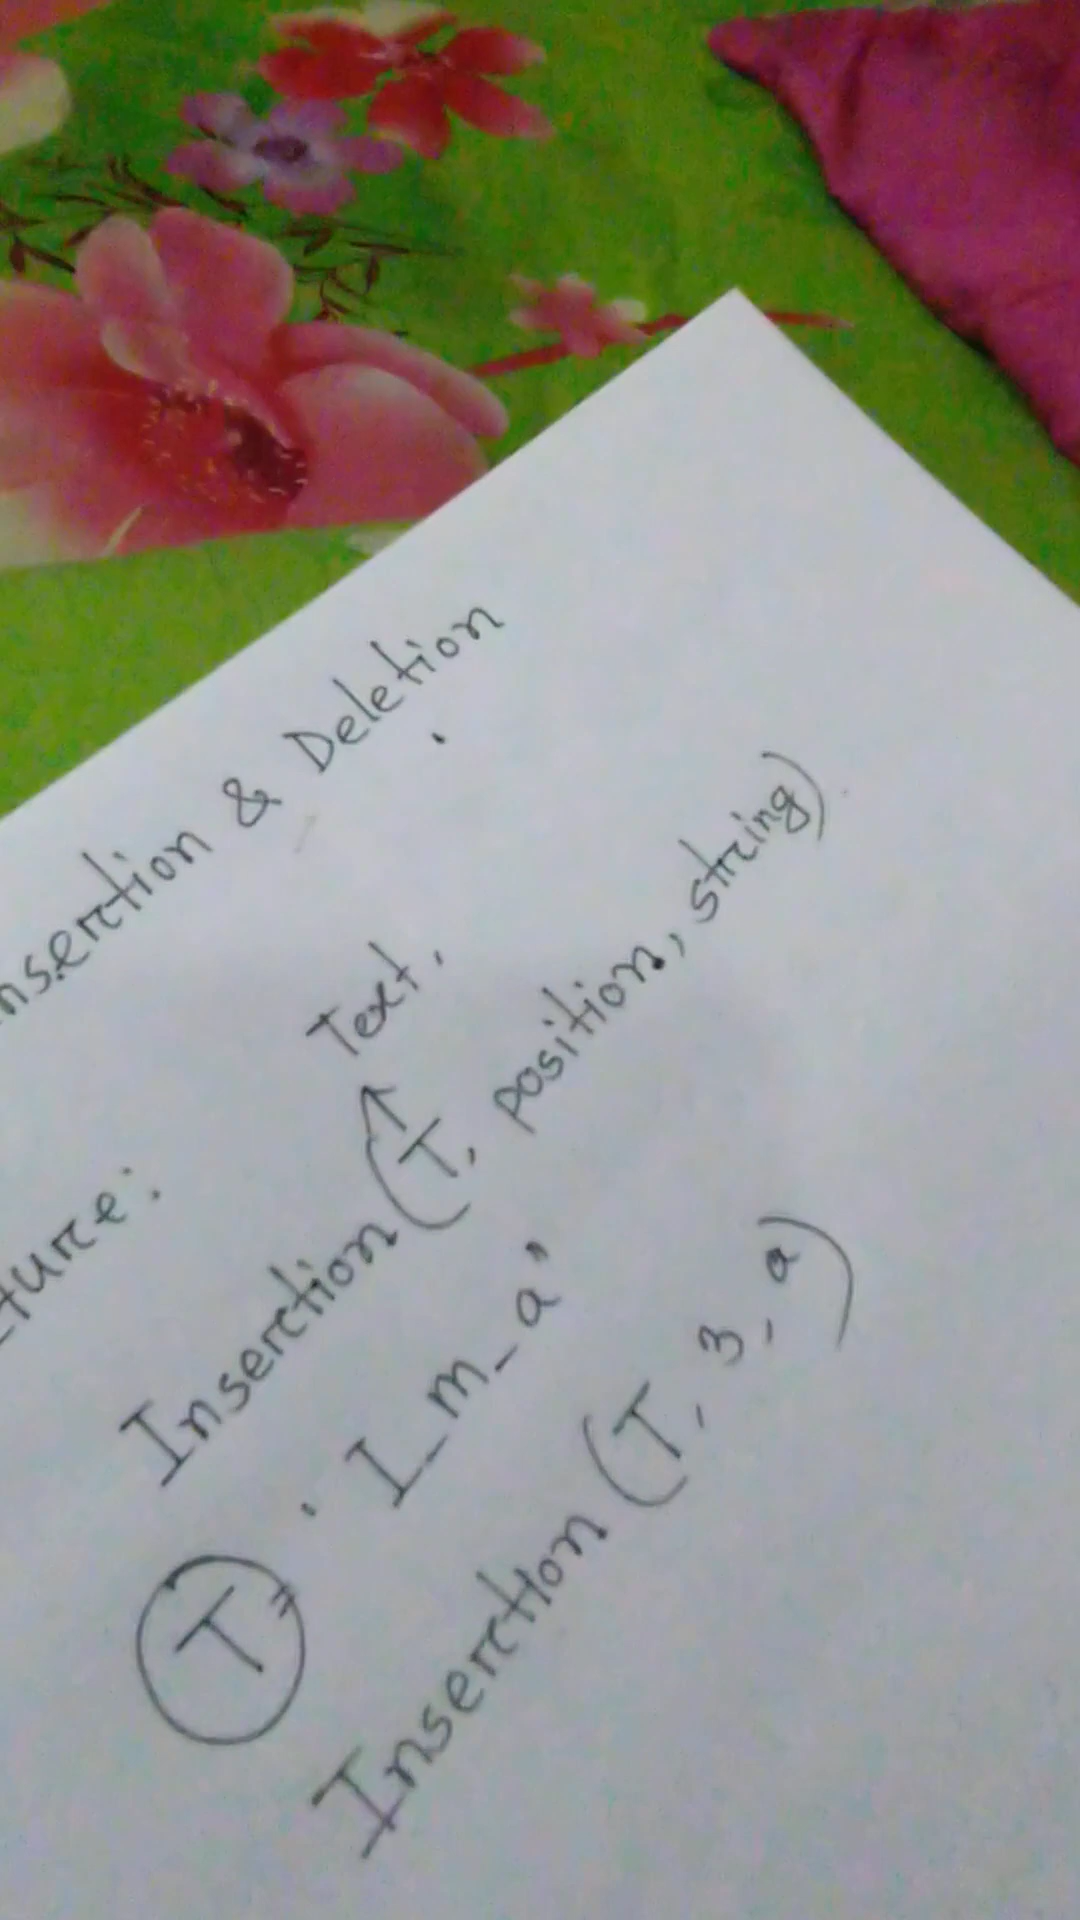 nsertion & Deletion
Text.
ture:
Insertion (T, position, string)
T = 'I_m_a'
Insertion (T, 3, a)